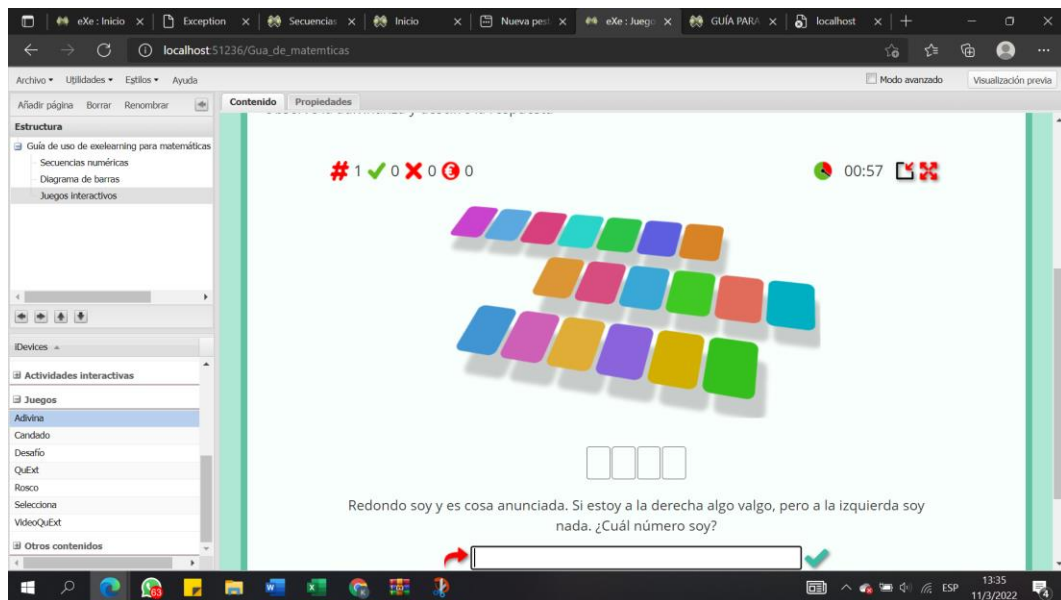 eXe : Inicio
Exception
Secuencias
Inicio
Nueva pest
eXe : Juego
GUÍA PARA
localhost
localhost:51236/Gua_de_matemticas
Archivo Utilidades Estilos Ayuda
Modo avanzado
Visualización previa
Añadir página Borrar Renombrar
Contenido Propiedades
Estructura
Guía de uso de exelearning para matemáticas
Secuencias numéricas
Diagrama de barras
Juegos interactivos
# 1 0 0 0
00:57
iDevices
Actividades interactivas
Juegos
Adivina
Candado
Desafío
QuExt
Rosco
Selecciona
VideoQuExt
Otros contenidos
Redondo soy y es cosa anunciada. Si estoy a la derecha algo valgo, pero a la izquierda soy
nada. ¿Cuál número soy?
63
ESP
13:35
11/3/2022
4